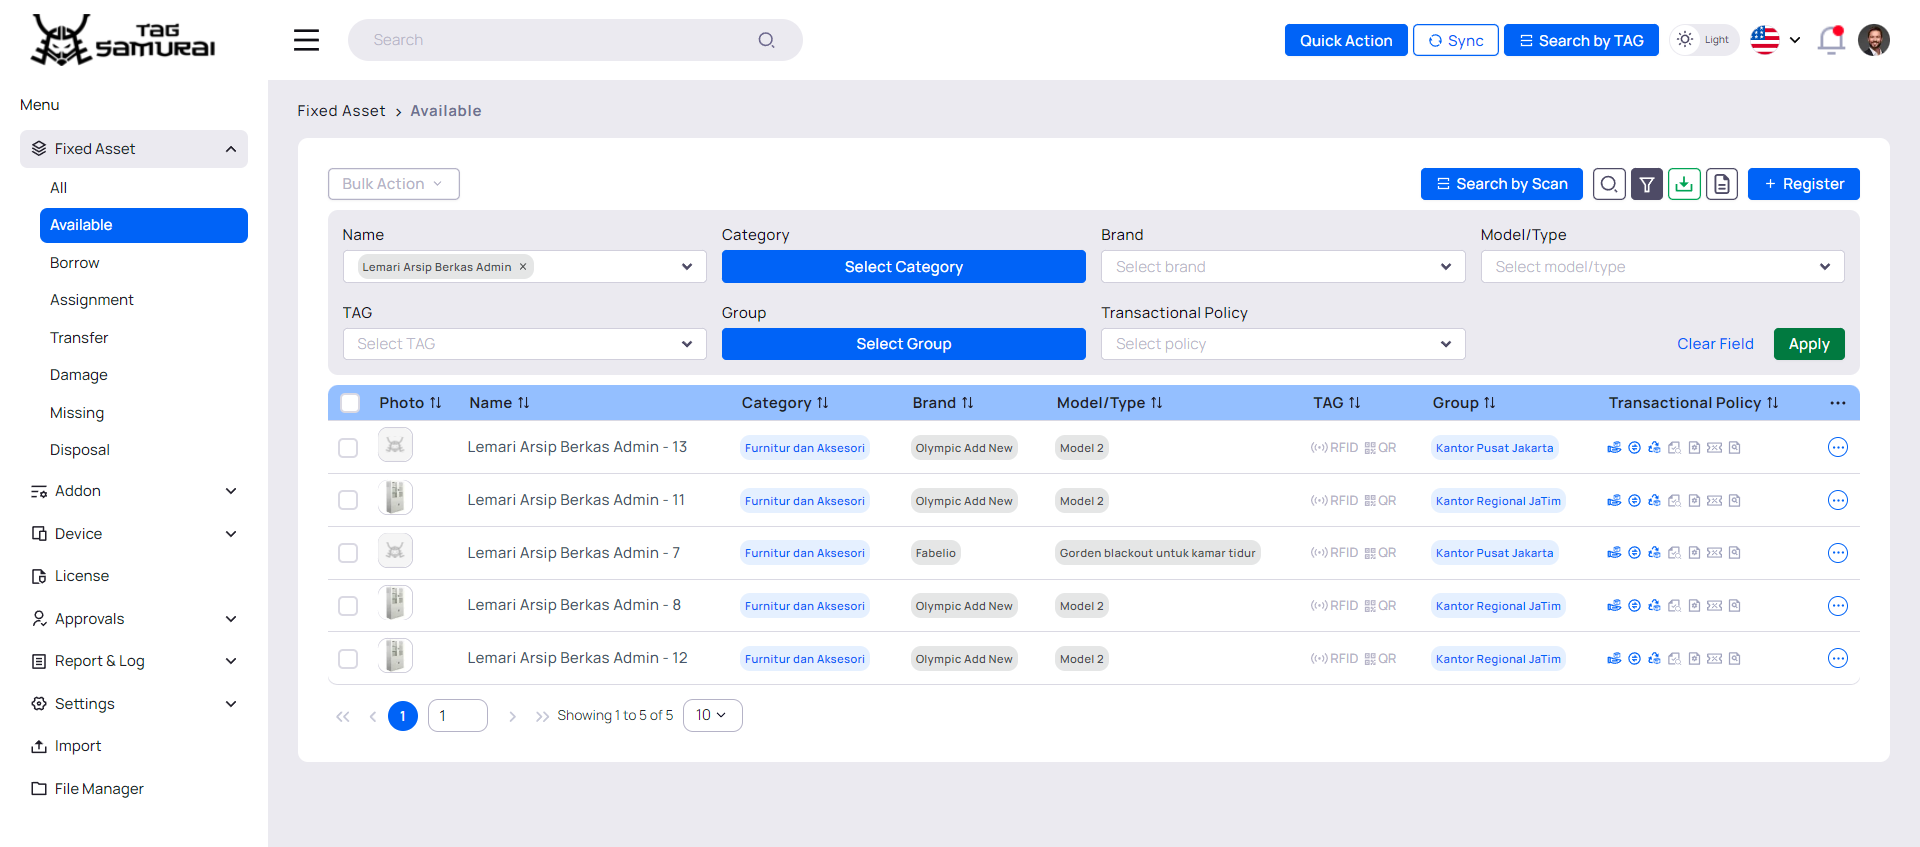 TAG SAMURAI
Search
Quick Action
Sync
Search by TAG
Light
Menu
Fixed Asset
All
Available
Borrow
Assignment
Transfer
Damage
Missing
Disposal
Addon
Device
License
Approvals
Report & Log
Settings
Import
File Manager
Fixed Asset > Available
Bulk Action
Search by Scan
+ Register
Name Category Brand Model/Type
Lemari Arsip Berkas Admin × Select Category Select brand Select model/type
TAG Group Transactional Policy
Select TAG Select Group Select policy Clear Field Apply
Photo Name Category Brand Model/Type TAG Group Transactional Policy ...
Lemari Arsip Berkas Admin - 13 Furnitur dan Aksesori Olympic Add New Model 2 RFID QR Kantor Pusat Jakarta
Lemari Arsip Berkas Admin - 11 Furnitur dan Aksesori Olympic Add New Model 2 RFID QR Kantor Regional JaTim
Lemari Arsip Berkas Admin - 7 Furnitur dan Aksesori Fabelio Gorden blackout untuk kamar tidur RFID QR Kantor Pusat Jakarta
Lemari Arsip Berkas Admin - 8 Furnitur dan Aksesori Olympic Add New Model 2 RFID QR Kantor Regional JaTim
Lemari Arsip Berkas Admin - 12 Furnitur dan Aksesori Olympic Add New Model 2 RFID QR Kantor Regional JaTim
<< < 1 1 > >> Showing 1 to 5 of 5 10